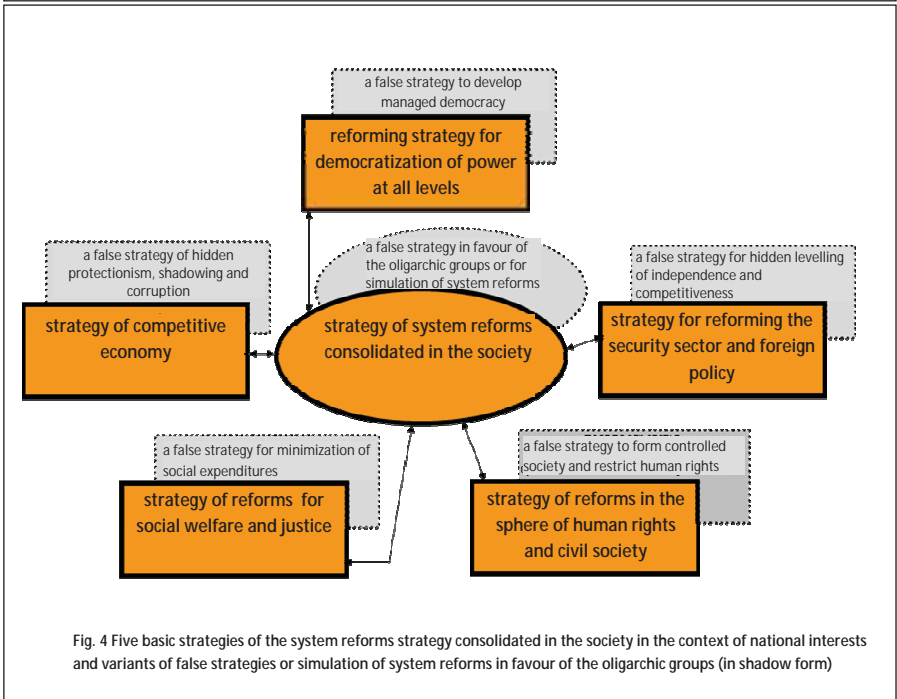 a false strategy to develop
managed democracy
reforming strategy for
democratization of power
at all levels
a false strategy of hidden
protectionism, shadowing and
corruption
strategy of competitive
economy
a false strategy in favour of
the oligarchic groups or for
simulation of system reforms
strategy of system reforms
consolidated in the society
a false strategy for hidden levelling
of independence and
competitiveness
strategy for reforming the
security sector and foreign
policy
a false strategy for minimization of
social expenditures
strategy of reforms for
social welfare and justice
a false strategy to form controlled
society and restrict human rights
strategy of reforms in the
sphere of human rights
and civil society
Fig. 4 Five basic strategies of the system reforms strategy consolidated in the society in the context of national interests
and variants of false strategies or simulation of system reforms in favour of the oligarchic groups (in shadow form)